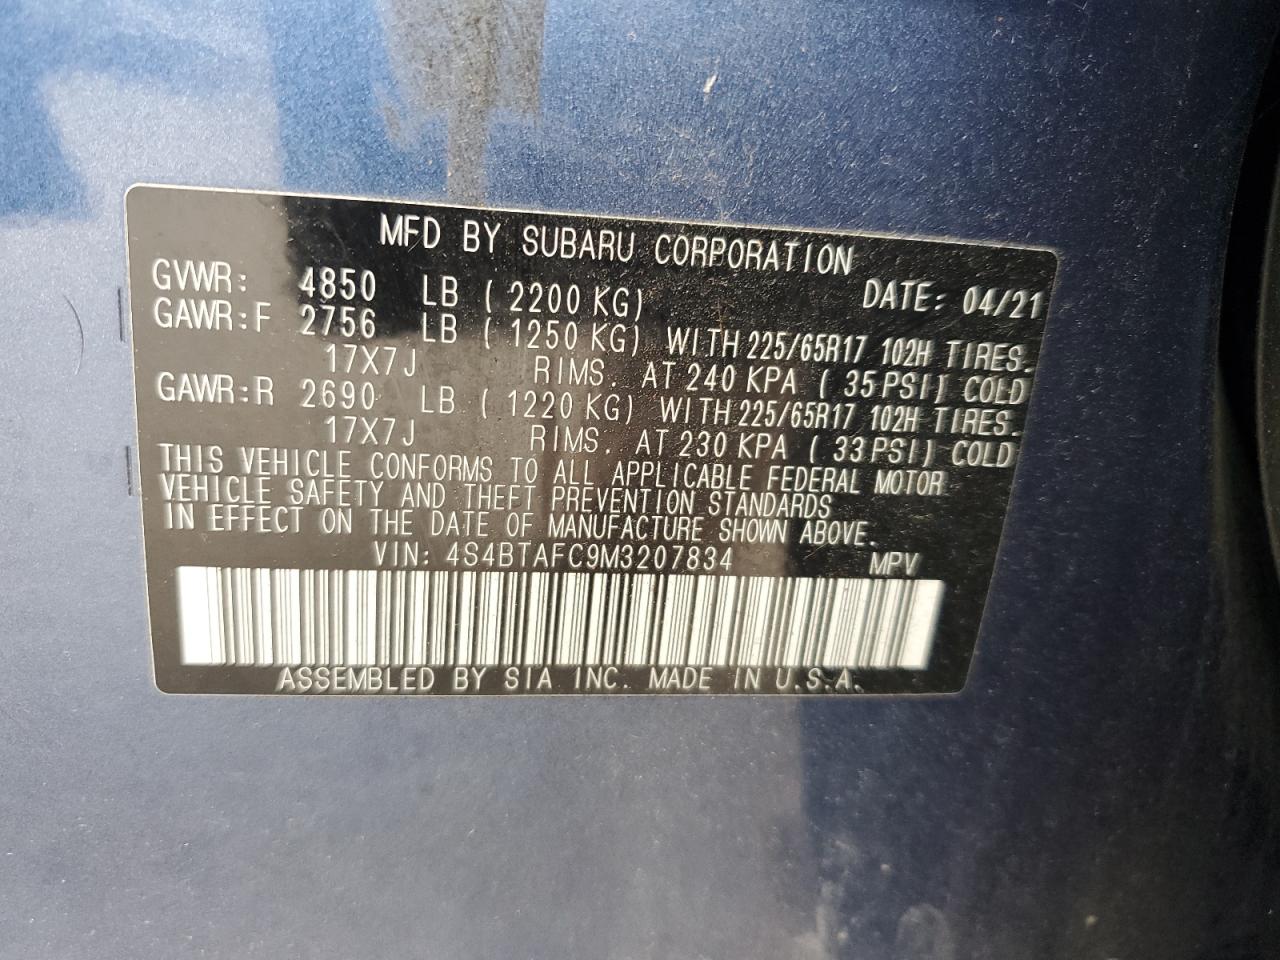 MFD BY SUBARU CORPORATION
GVWR: 4850 LB ( 2200 KG) DATE: 04/21
GAWR:F 2756 LB ( 1250 KG) WITH 225/65R17 102H TIRES.
17X7J RIMS. AT 240 KPA ( 35 PSI) COLD
GAWR:R 2690 LB ( 1220 KG) WITH 225/65R17 102H TIRES.
17X7J RIMS. AT 230 KPA ( 33 PSI) COLD
THIS VEHICLE CONFORMS TO ALL APPLICABLE FEDERAL MOTOR
VEHICLE SAFETY AND THEFT PREVENTION STANDARDS
IN EFFECT ON THE DATE OF MANUFACTURE SHOWN ABOVE.
VIN: 4S4BTAFC9M3207834 MPV
ASSEMBLED BY SIA INC. MADE IN U.S.A.